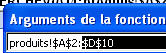 Arguments de la fonction
produits!$A$2:$D$10